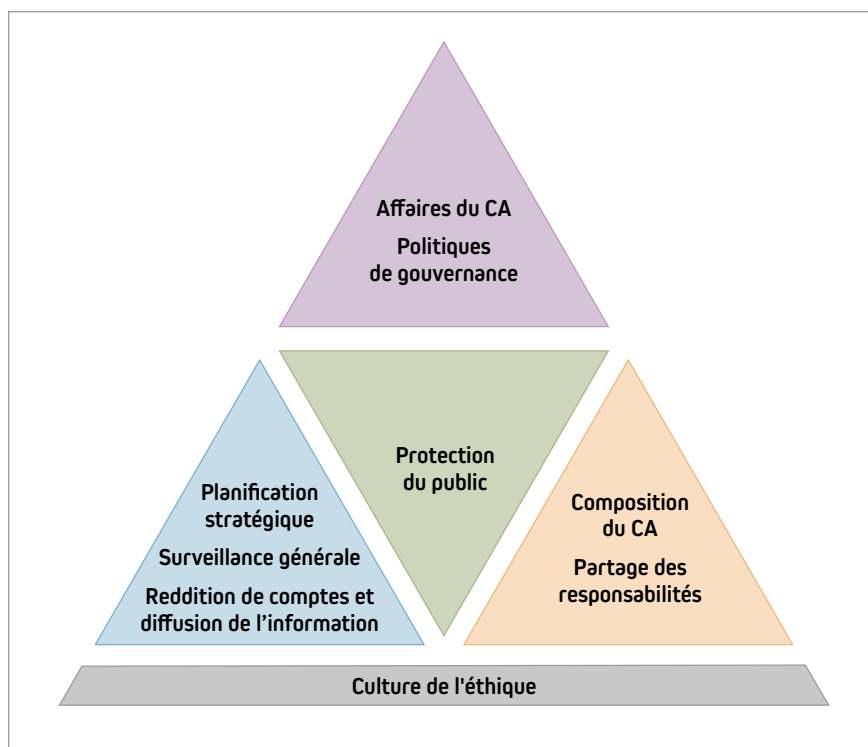 Affaires du CA
Politiques
de gouvernance
Protection
du public
Planification
stratégique
Surveillance générale
Reddition de comptes et
diffusion de l'information
Composition
du CA
Partage des
responsabilités
Culture de l'éthique